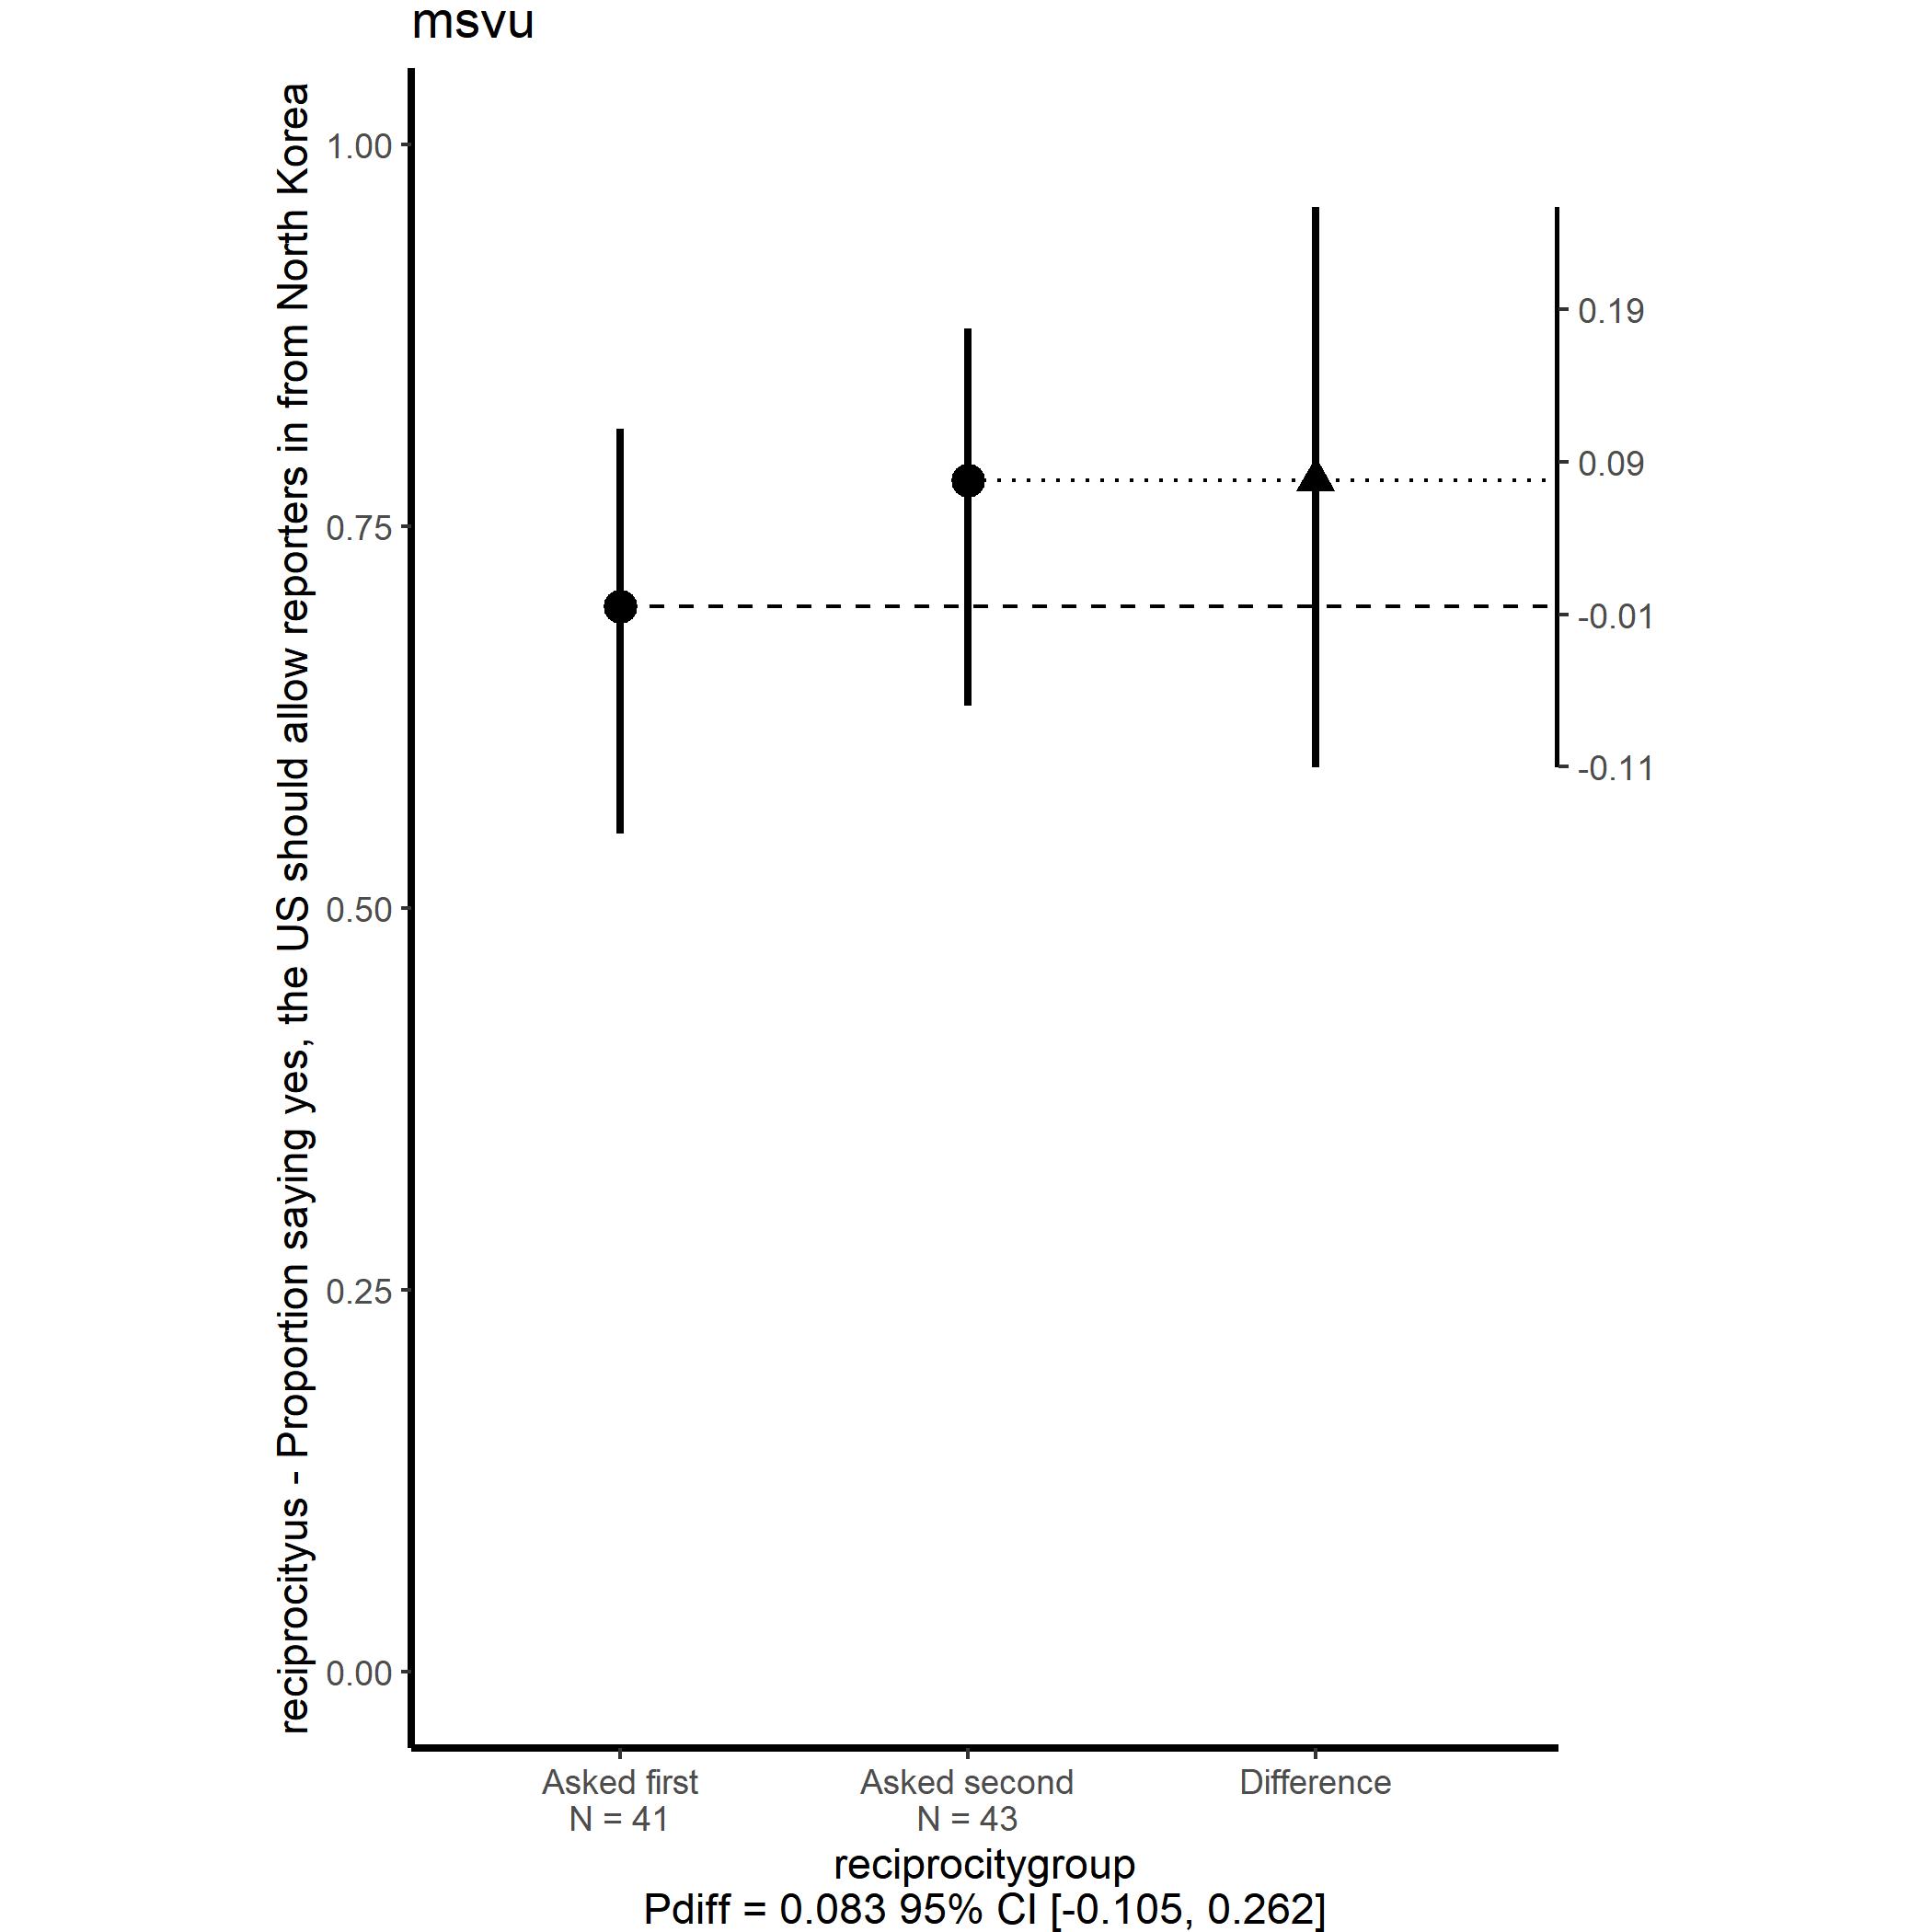 msvu
reciprocityus - Proportion saying yes, the US should allow reporters in from North Korea
1.00
0.75
0.50
0.25
0.00
0.19
0.09
-0.01
-0.11
Asked first
N = 41
Asked second
N = 43
Difference
reciprocitygroup
Pdiff = 0.083 95% CI [-0.105, 0.262]